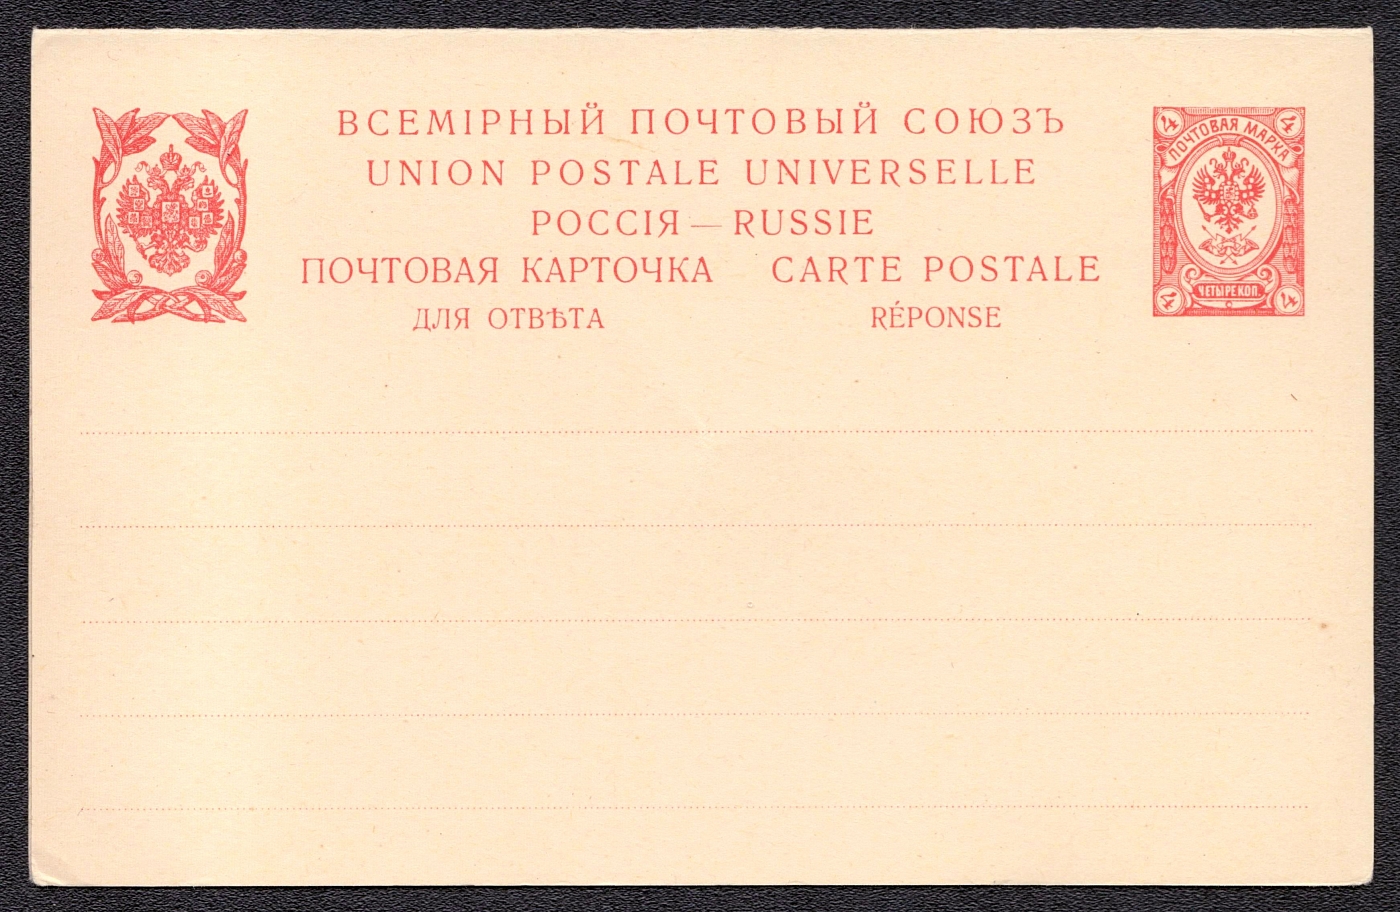 ВСЕМІРНЫЙ ПОЧТОВЫЙ СОЮЗЪ
UNION POSTALE UNIVERSELLE
РОССІЯ — RUSSIE
ПОЧТОВАЯ КАРТОЧКА CARTE POSTALE
ДЛЯ ОТВѢТА RÉPONSE
4 4
ПОЧТОВАЯ МАРКА
ЧЕТЫРЕ КОП.
4 4